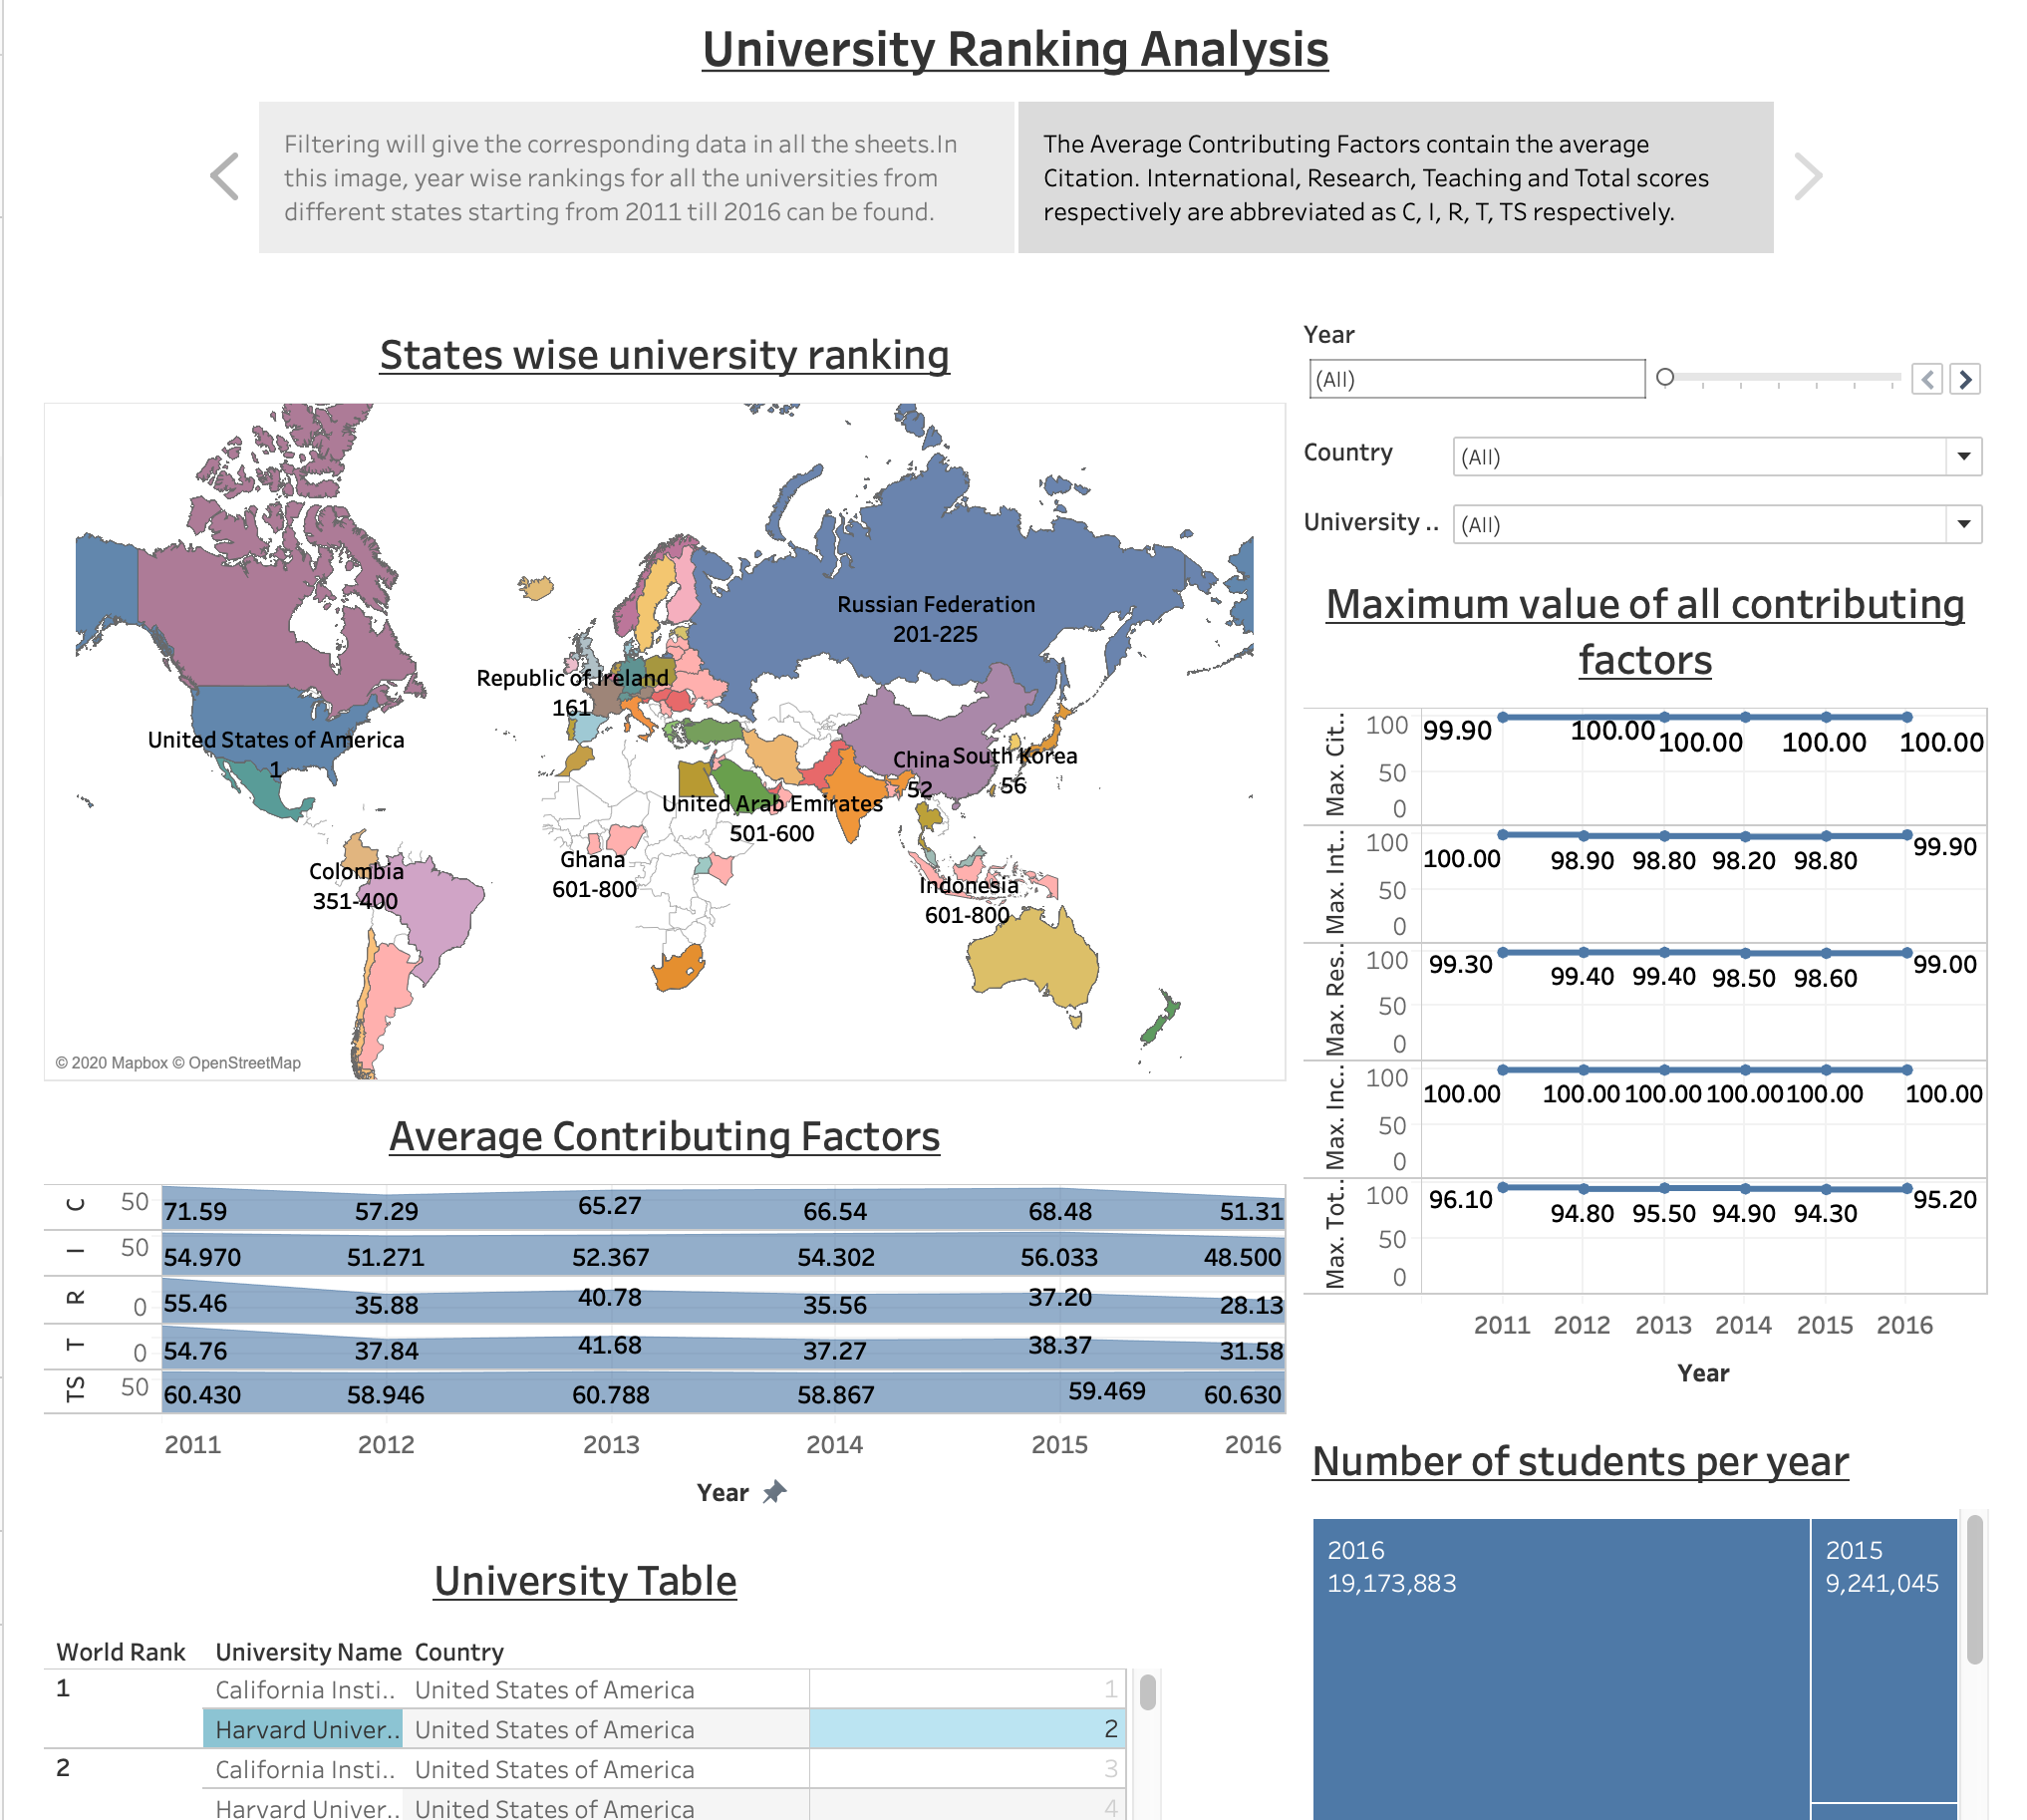 University Ranking Analysis
Filtering will give the corresponding data in all the sheets.In
this image, year wise rankings for all the universities from
different states starting from 2011 till 2016 can be found.
The Average Contributing Factors contain the average
Citation. International, Research, Teaching and Total scores
respectively are abbreviated as C, I, R, T, TS respectively.
States wise university ranking
Russian Federation
201-225
Republic of Ireland
161
United States of America
1
China
52
South Korea
56
United Arab Emirates
501-600
Ghana
601-800
Colombia
351-400
Indonesia
601-800
© 2020 Mapbox © OpenStreetMap
Year
(All)
Country
(All)
University ..
(All)
Maximum value of all contributing
factors
Max. Cit..
100
50
0
99.90 100.00 100.00 100.00 100.00
Max. Int..
100
50
0
100.00 98.90 98.80 98.20 98.80 99.90
Max. Res..
100
50
0
99.30 99.40 99.40 98.50 98.60 99.00
Max. Inc..
100
50
0
100.00 100.00 100.00 100.00 100.00 100.00
Max. Tot..
100
50
0
96.10 94.80 95.50 94.90 94.30 95.20
2011 2012 2013 2014 2015 2016
Year
Average Contributing Factors
C 50 71.59 57.29 65.27 66.54 68.48 51.31
I 50 54.970 51.271 52.367 54.302 56.033 48.500
R 0 55.46 35.88 40.78 35.56 37.20 28.13
T 0 54.76 37.84 41.68 37.27 38.37 31.58
TS 50 60.430 58.946 60.788 58.867 59.469 60.630
2011 2012 2013 2014 2015 2016
Year
Number of students per year
2016
19,173,883
2015
9,241,045
University Table
World Rank University Name Country
1 California Insti.. United States of America 1
Harvard Univer.. United States of America 2
2 California Insti.. United States of America 3
Harvard Univer.. United States of America 4